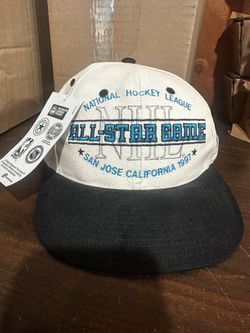 NATIONAL HOCKEY LEAGUE
NHL
ALL-STAR GAME
SAN JOSE CALIFORNIA 1997